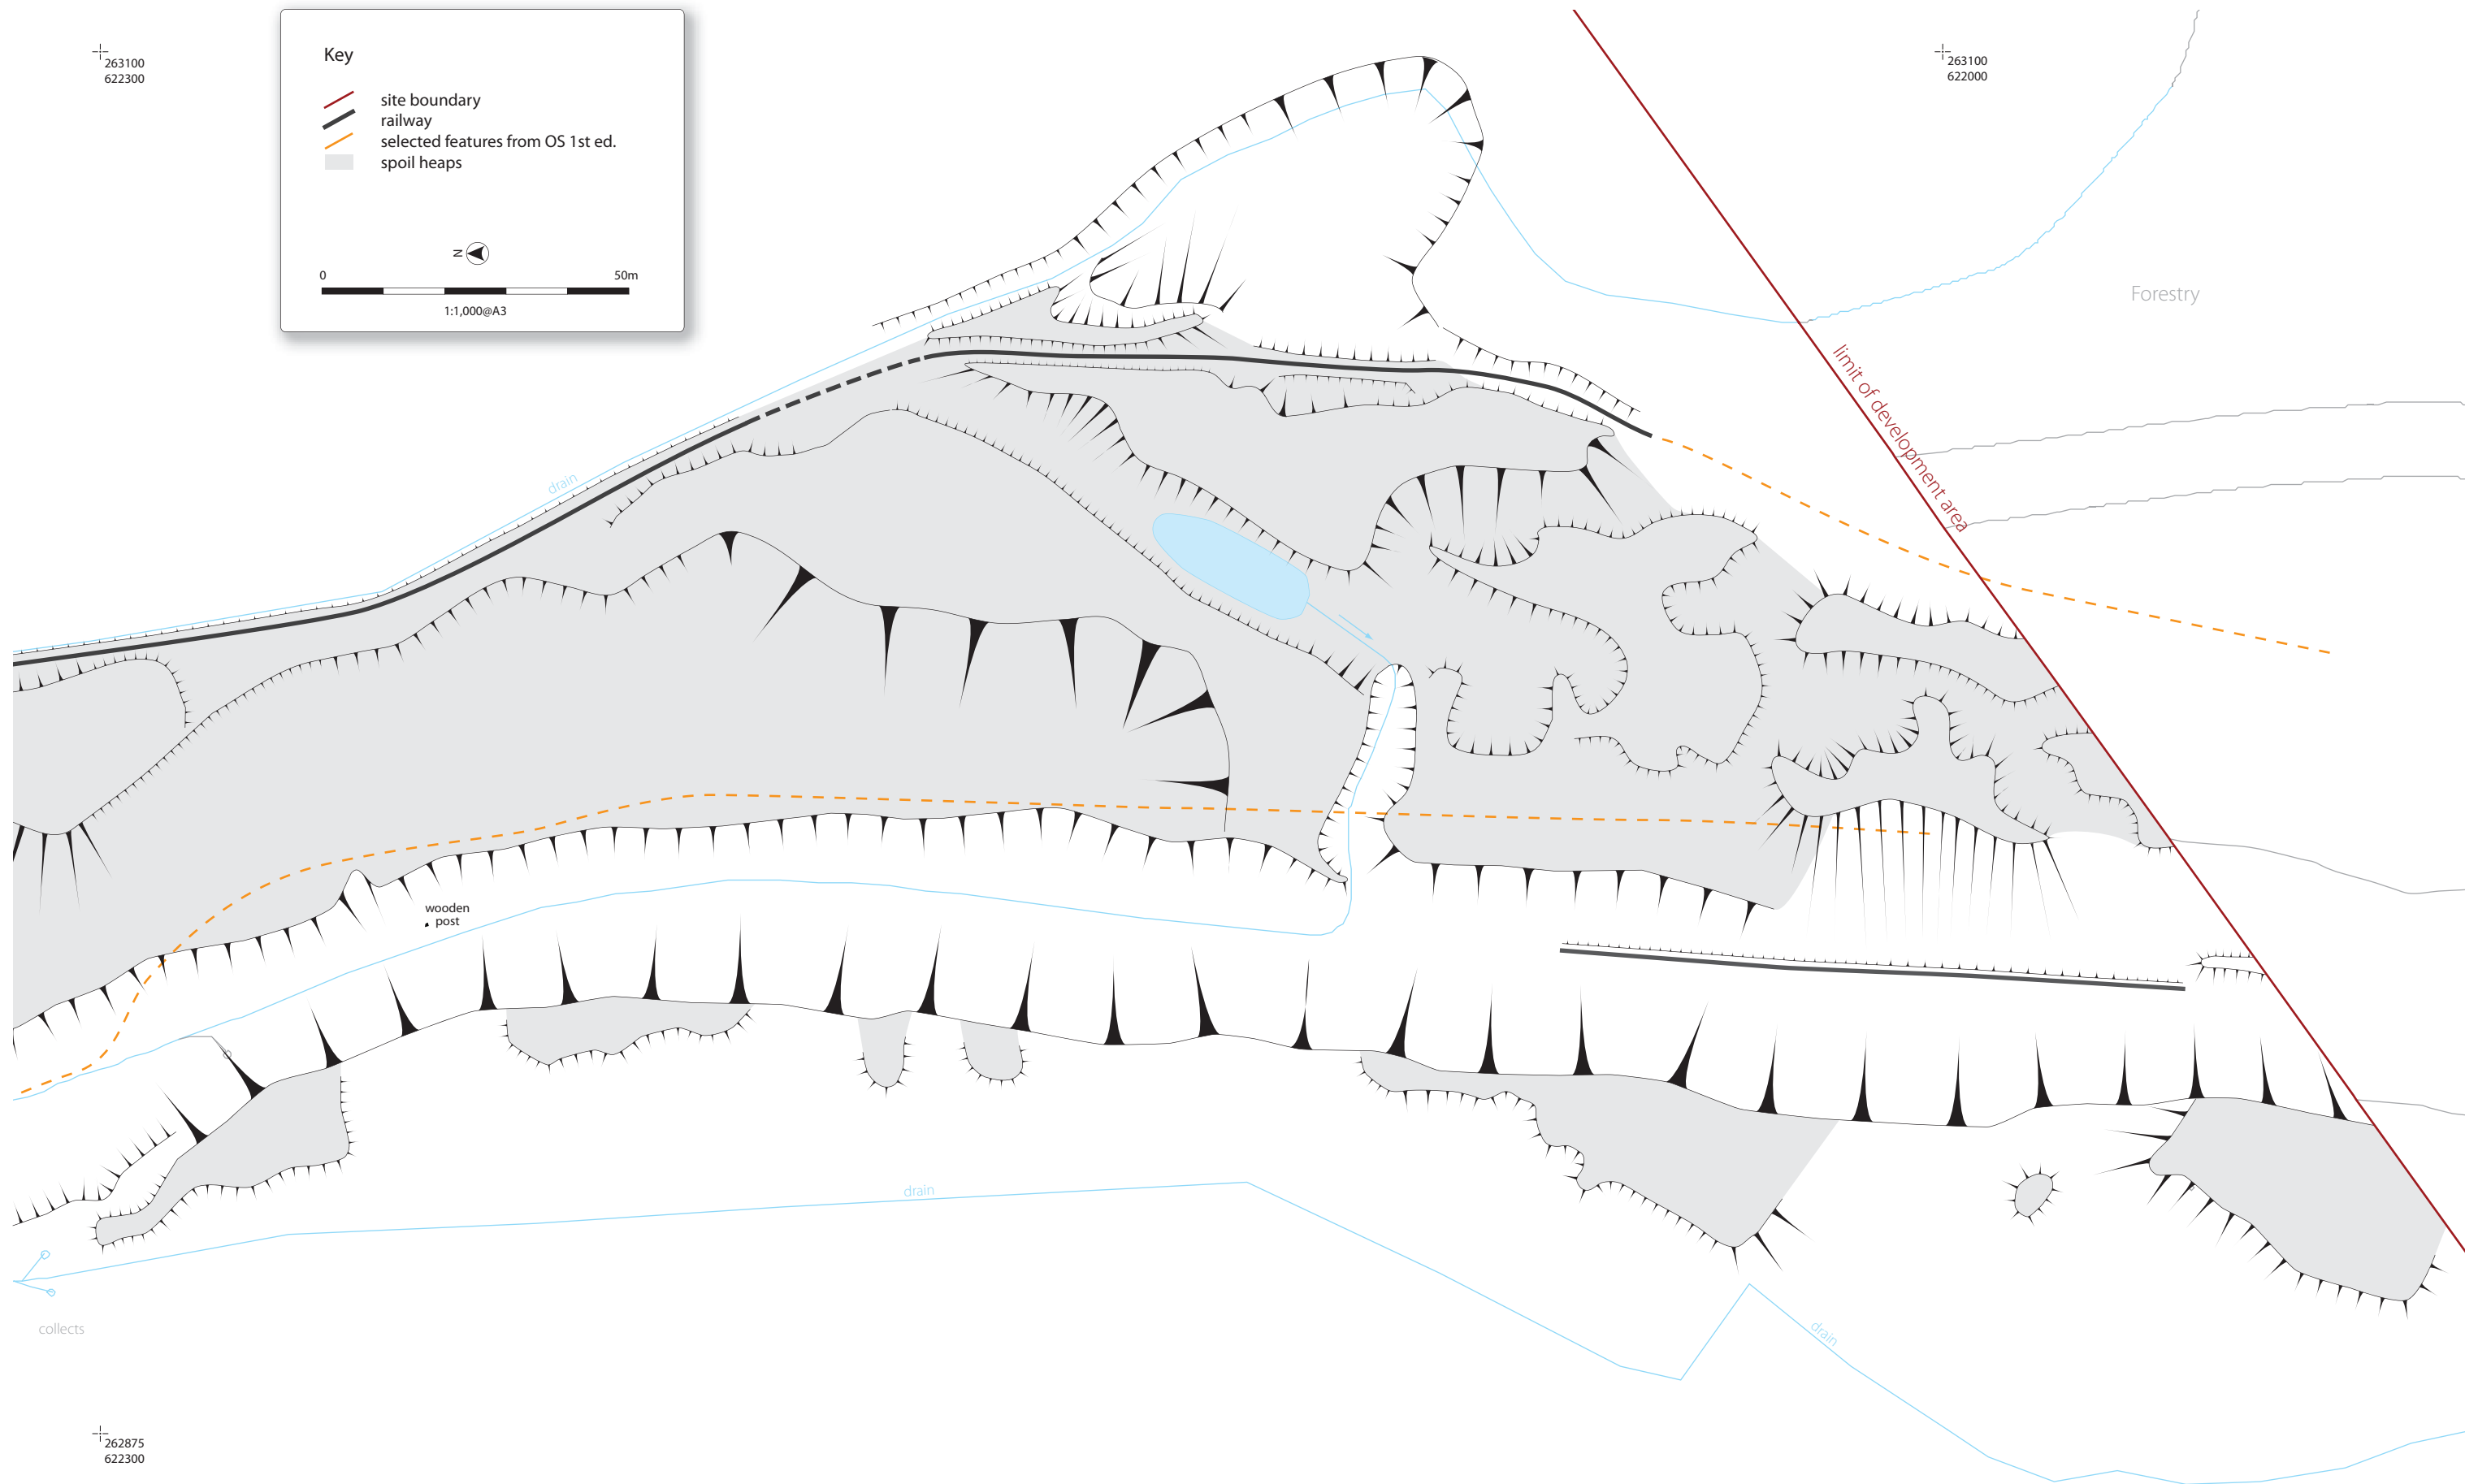 263100
622300
Key
site boundary
railway
selected features from OS 1st ed.
spoil heaps
N
0 50m
1:1,000@A3
263100
622000
Forestry
limit of development area
drain
wooden
post
drain
drain
collects
262875
622300